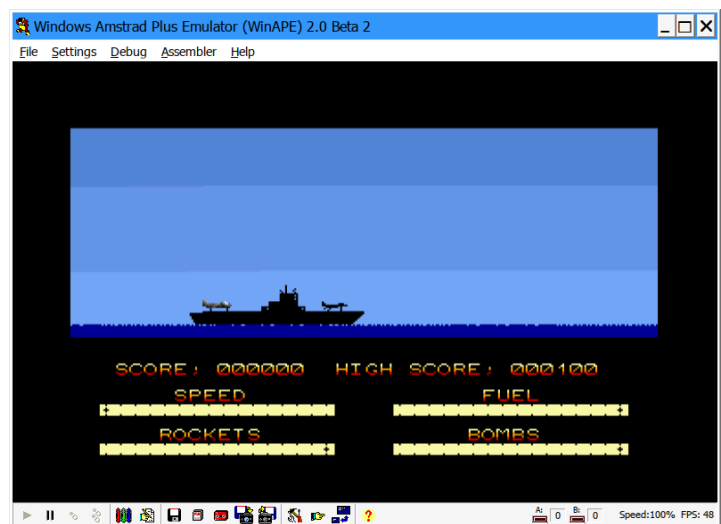 Windows Amstrad Plus Emulator (WinAPE) 2.0 Beta 2
File Settings Debug Assembler Help
SCORE; 000000 HIGH SCORE; 000100
SPEED FUEL
ROCKETS BOMBS
A: 0 B: 0 Speed:100% FPS: 48